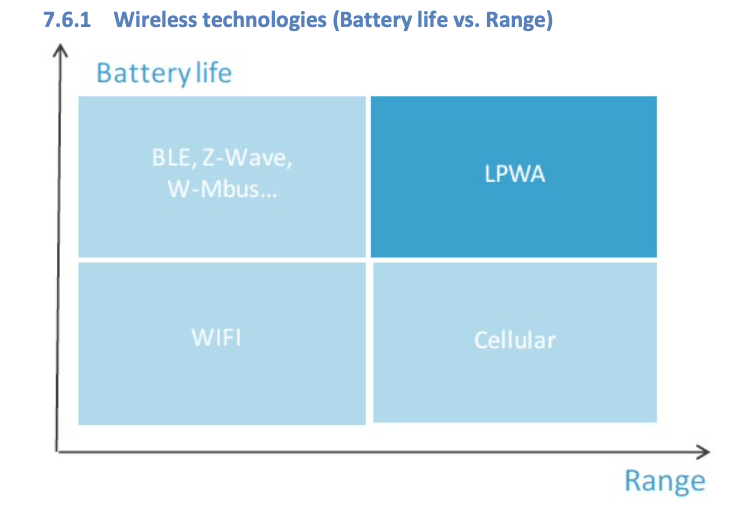 7.6.1 Wireless technologies (Battery life vs. Range)
Battery life
BLE, Z-Wave,
W-Mbus...
LPWA
WIFI
Cellular
Range